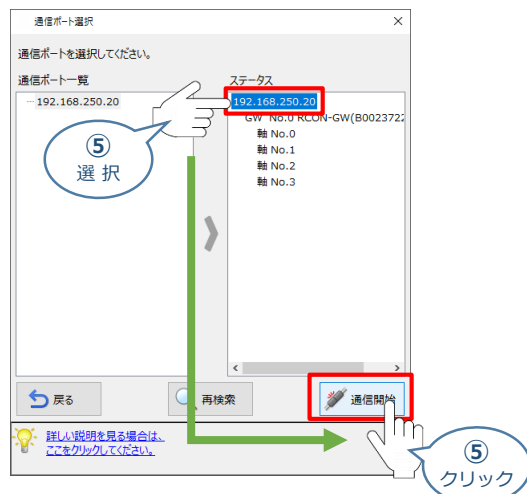 通信ポート選択
通信ポートを選択してください。
通信ポート一覧
ステータス
192.168.250.20
192.168.250.20
GW No.0 RCON-GW(B0023722
軸 No.0
軸 No.1
軸 No.2
軸 No.3
⑤
選 択
戻る
再検索
通信開始
詳しい説明を見る場合は、
ここをクリックしてください。
⑤
クリック